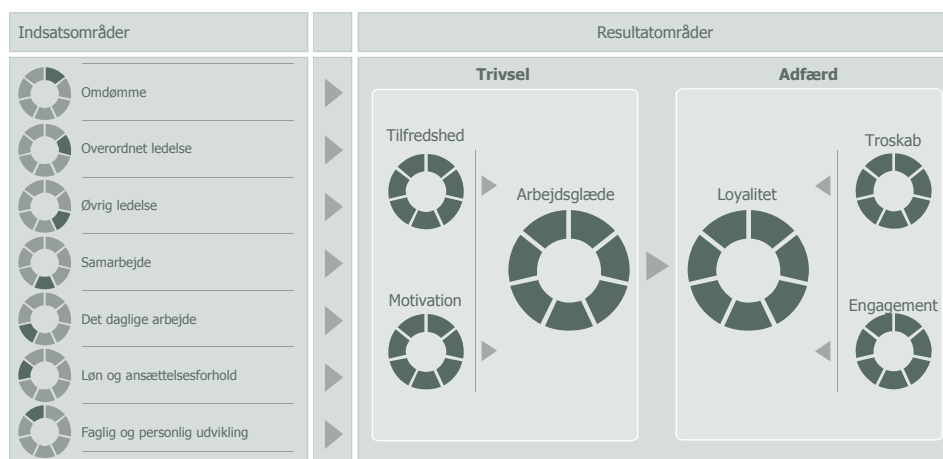 Indsatsområder
Resultatområder
Omdømme
Overordnet ledelse
Øvrig ledelse
Samarbejde
Det daglige arbejde
Løn og ansættelsesforhold
Faglig og personlig udvikling
Trivsel
Tilfredshed
Arbejdsglæde
Motivation
Adfærd
Troskab
Loyalitet
Engagement